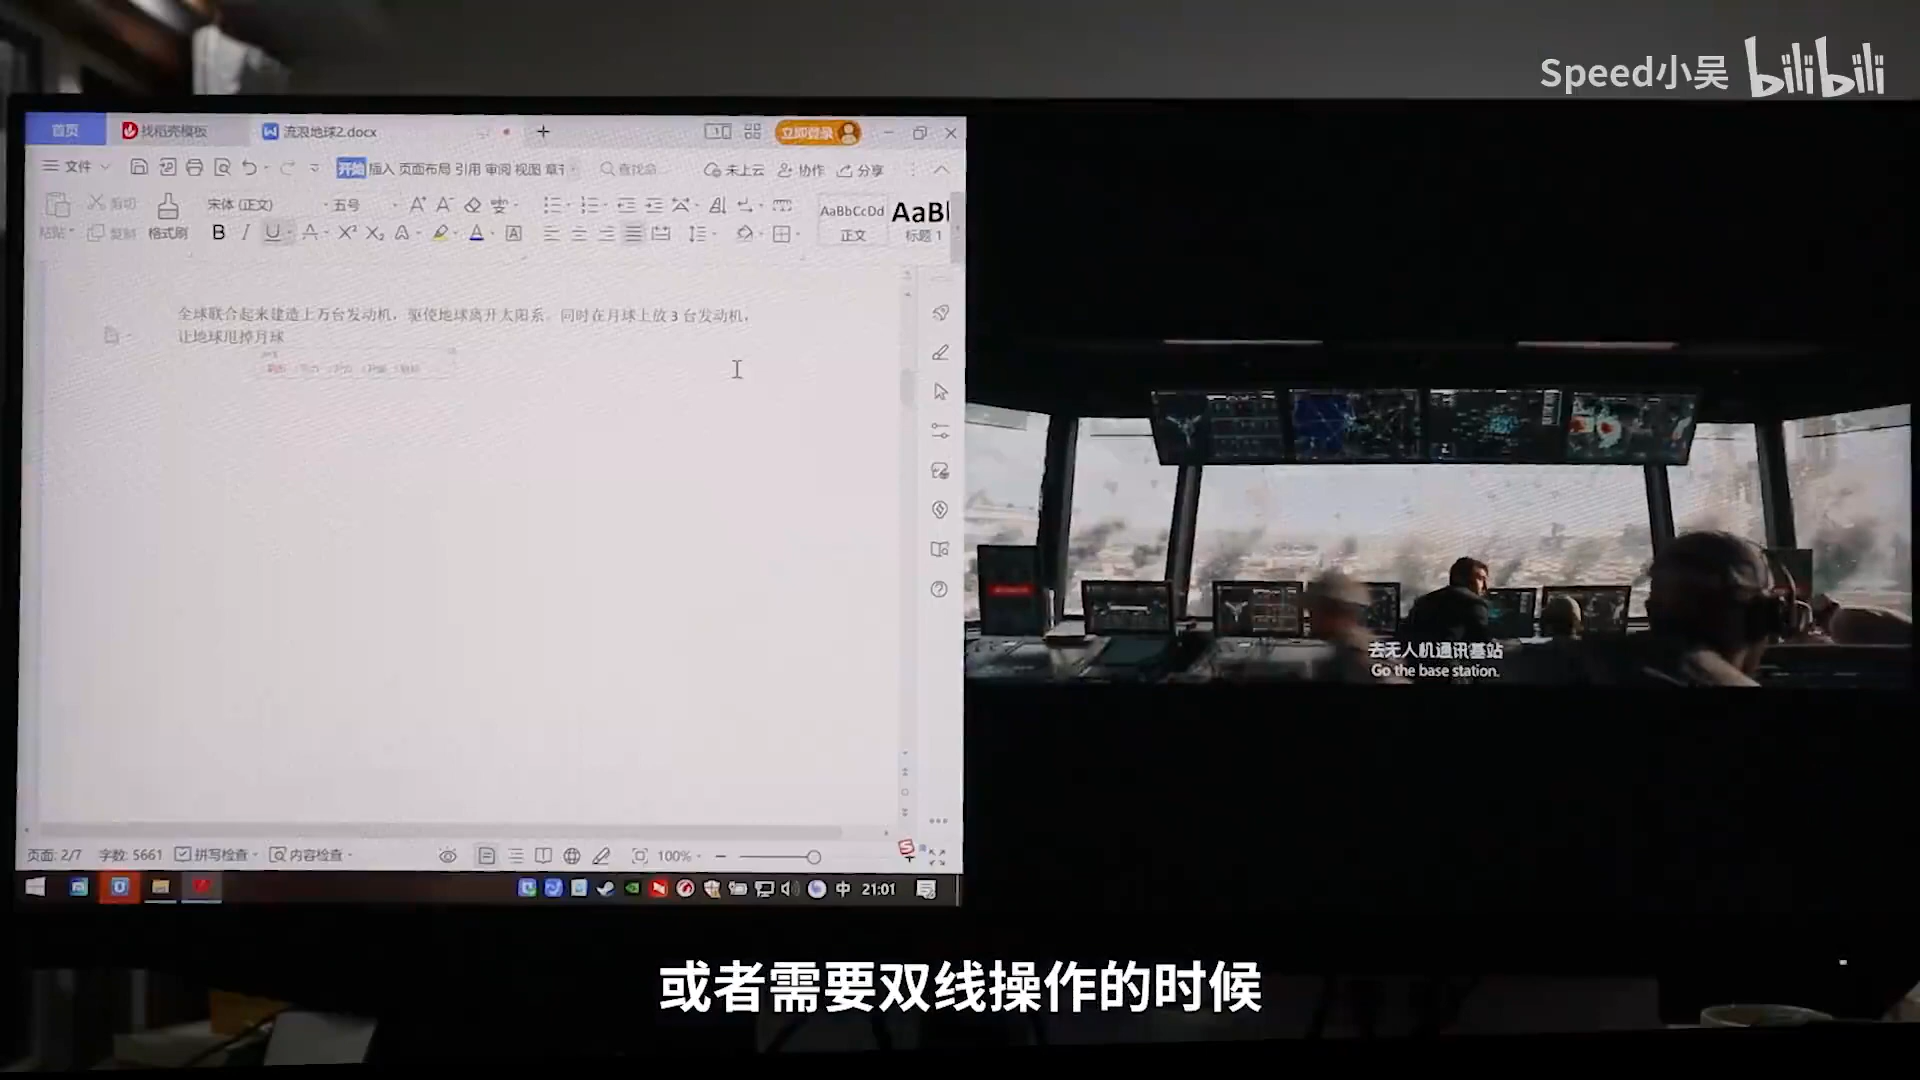 Speed小吴 bilibili
首页 找稻壳模板 流浪地球2.docx 立即登录
文件 开始 插入 页面布局 引用 审阅 视图 章节 查找命 未上云 协作 分享
剪切 宋体 (正文) 五号 AaBbCcDd AaBl
粘贴 复制 格式刷 B I U A X² X₂ A A A 正文 标题 1
全球联合起来建造上万台发动机，驱使地球离开太阳系。同时在月球上放 3 台发动机，
让地球甩掉月球
去无人机通讯基站
Go the base station.
页面: 2/7 字数: 5661 拼写检查 内容检查 100%
中 21:01
或者需要双线操作的时候